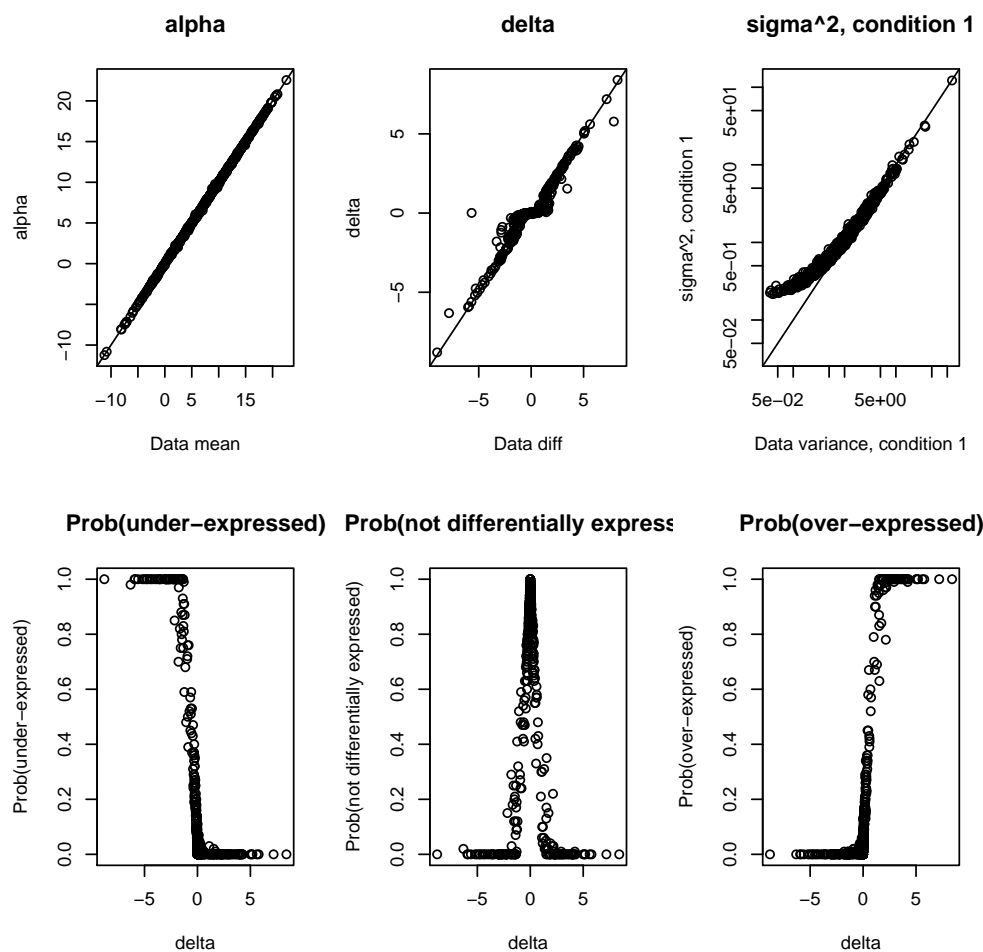 alpha
alpha
20
15
10
5
0
−10
−10
0
5
15
Data mean
delta
delta
5
0
−5
−5
0
5
Data diff
sigma^2, condition 1
sigma^2, condition 1
5e+01
5e+00
5e−01
5e−02
5e−02
5e+00
Data variance, condition 1
Prob(under−expressed)
Prob(under−expressed)
1.0
0.8
0.6
0.4
0.2
0.0
−5
0
5
delta
Prob(not differentially express
Prob(not differentially expressed)
1.0
0.8
0.6
0.4
0.2
0.0
−5
0
5
delta
Prob(over−expressed)
Prob(over−expressed)
1.0
0.8
0.6
0.4
0.2
0.0
−5
0
5
delta